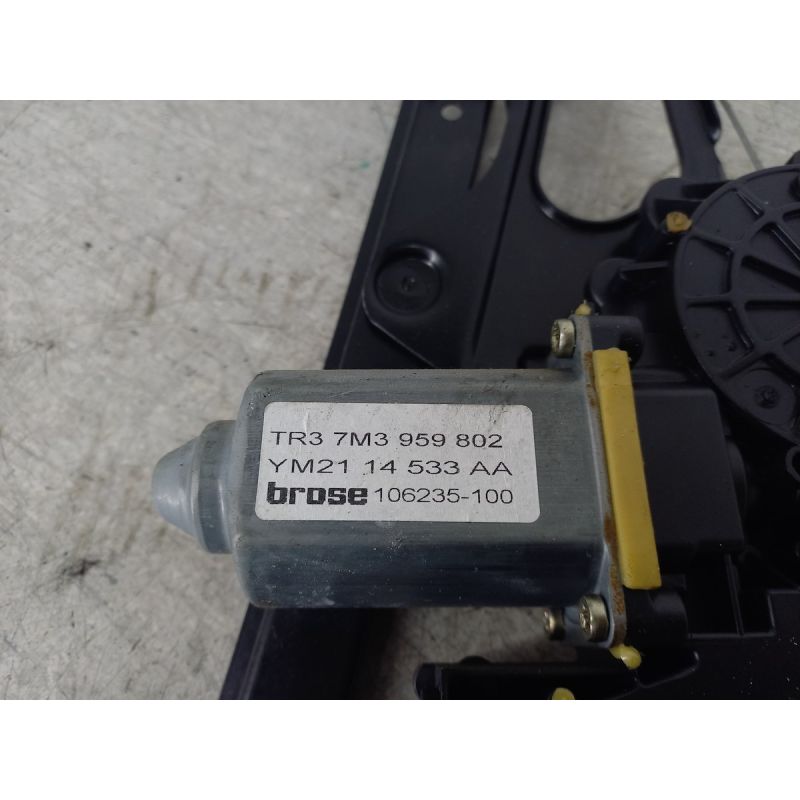 TR3 7M3 959 802
YM21 14 533 AA
brose 106235-100